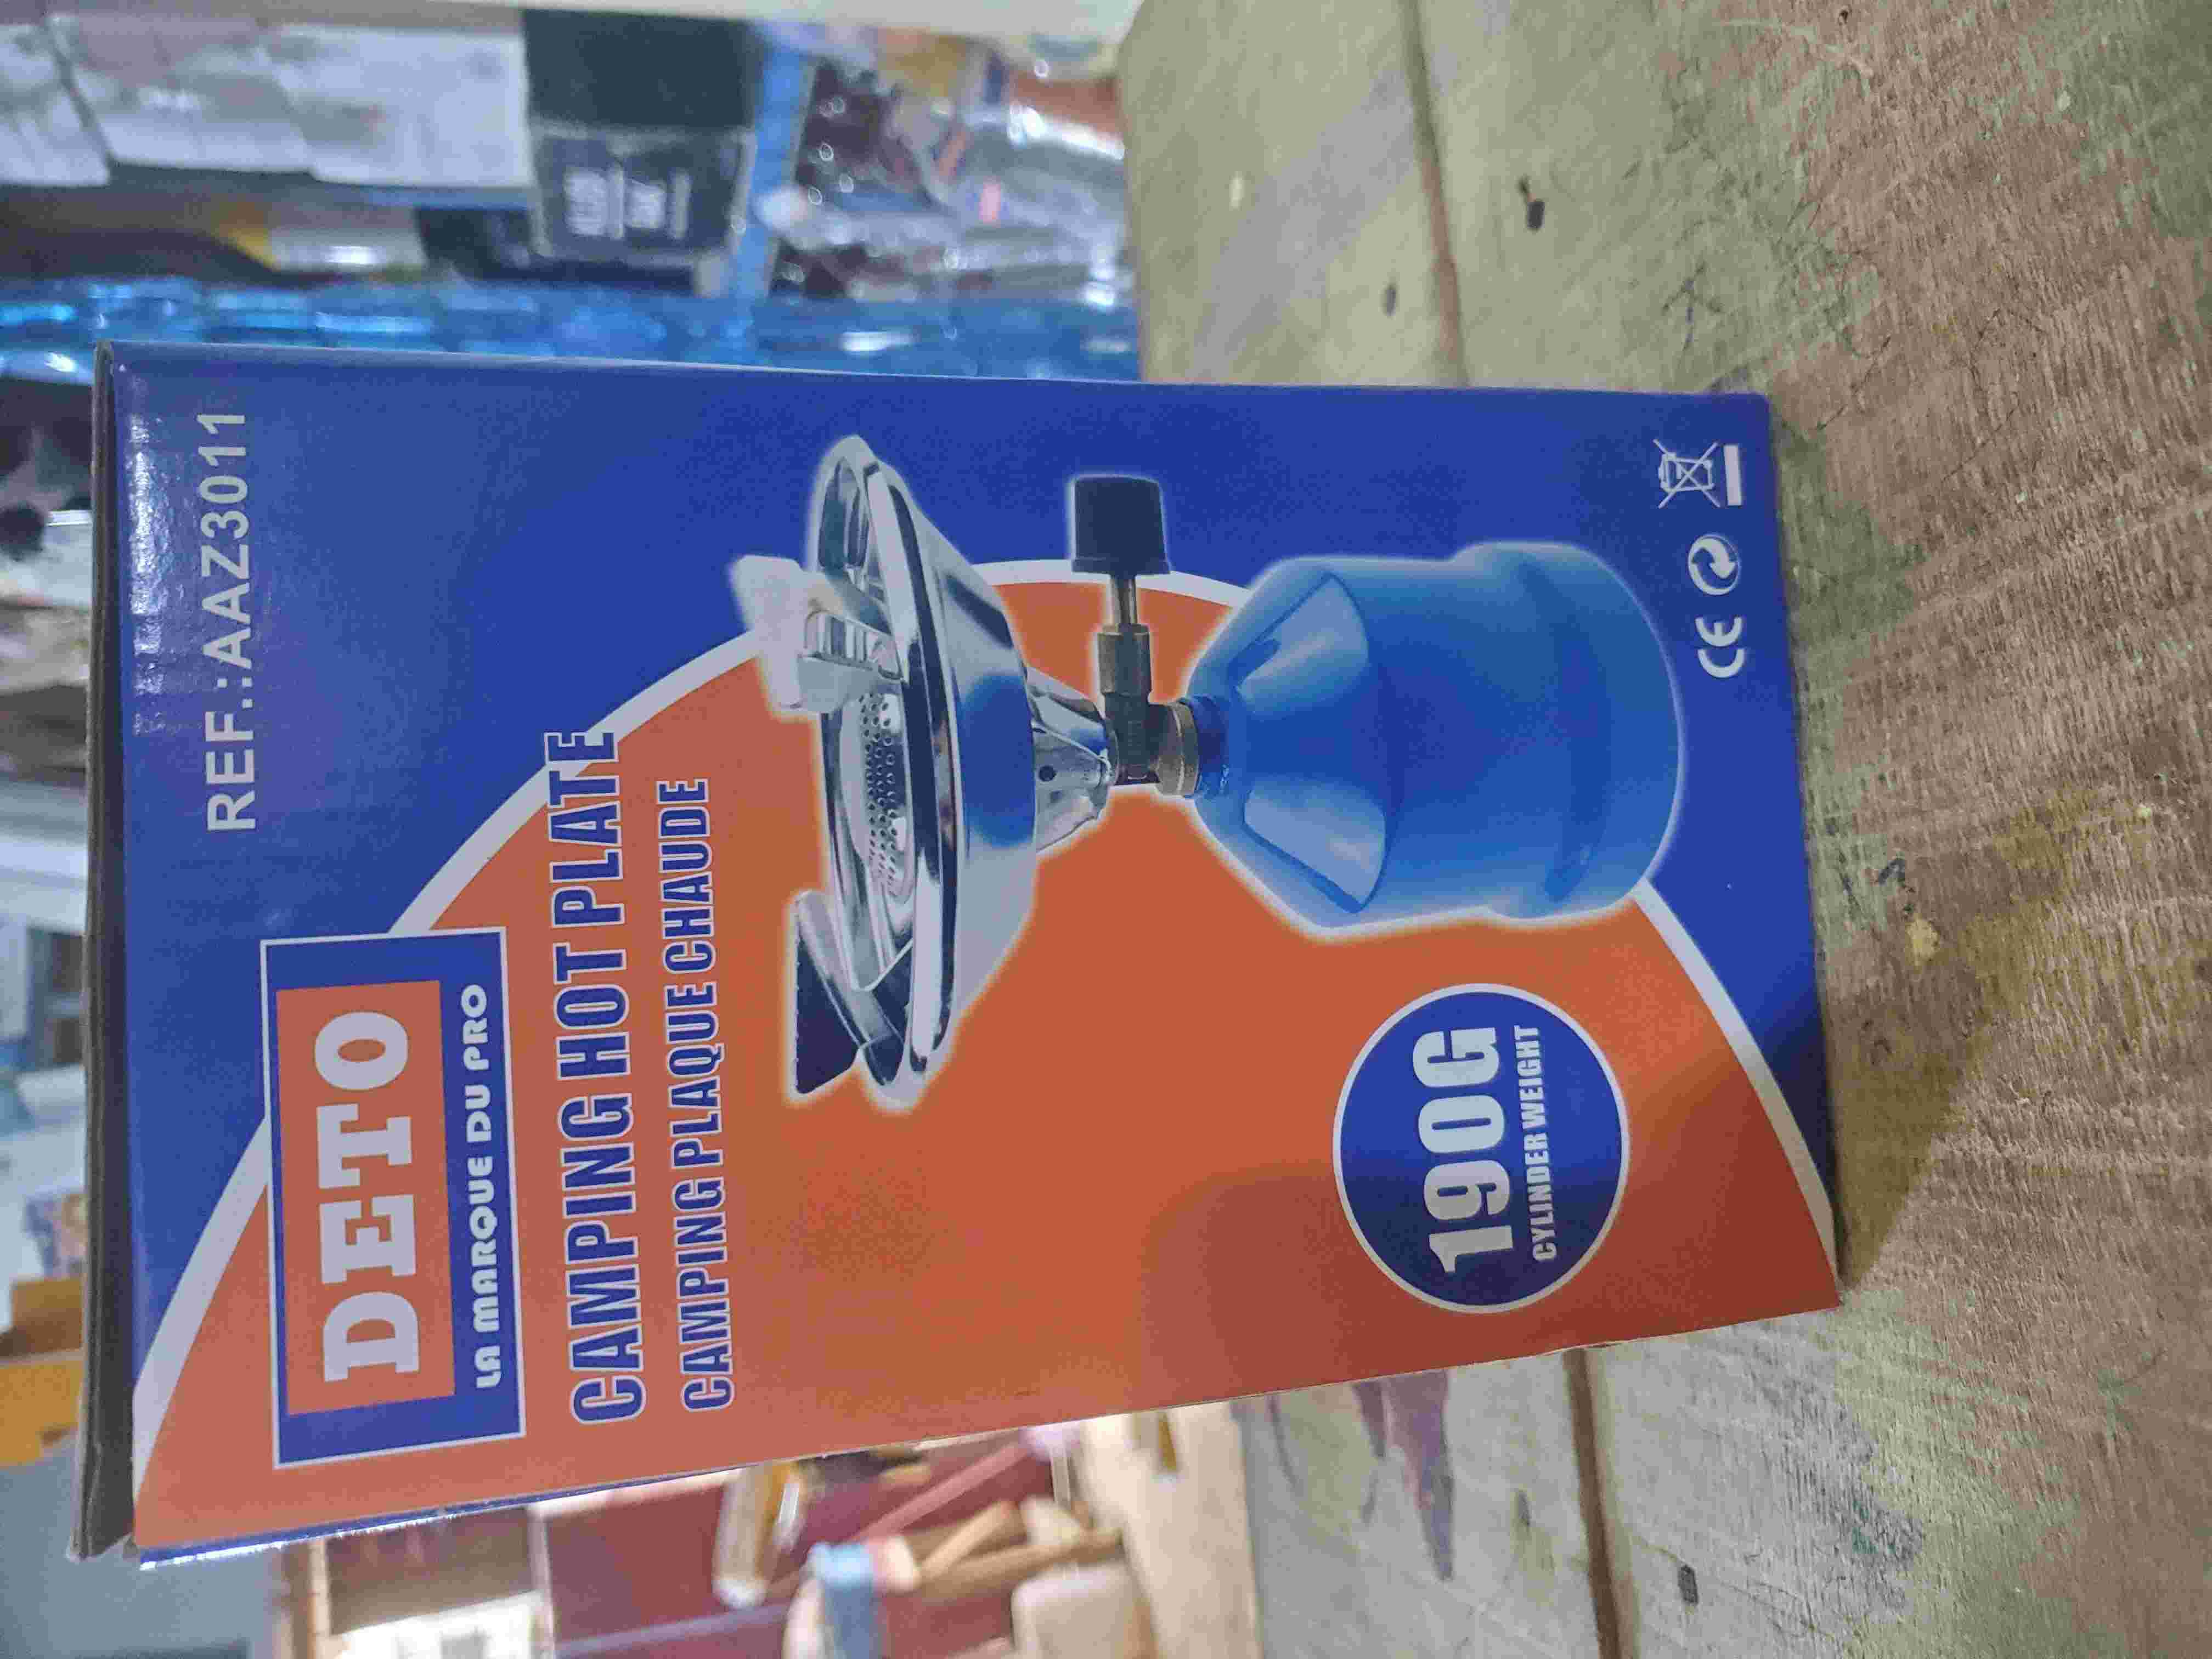 REF.:AAZ3011
DETO
LA MARQUE DU PRO
CAMPING HOT PLATE
CAMPING PLAQUE CHAUDE
190G
CYLINDER WEIGHT
CE